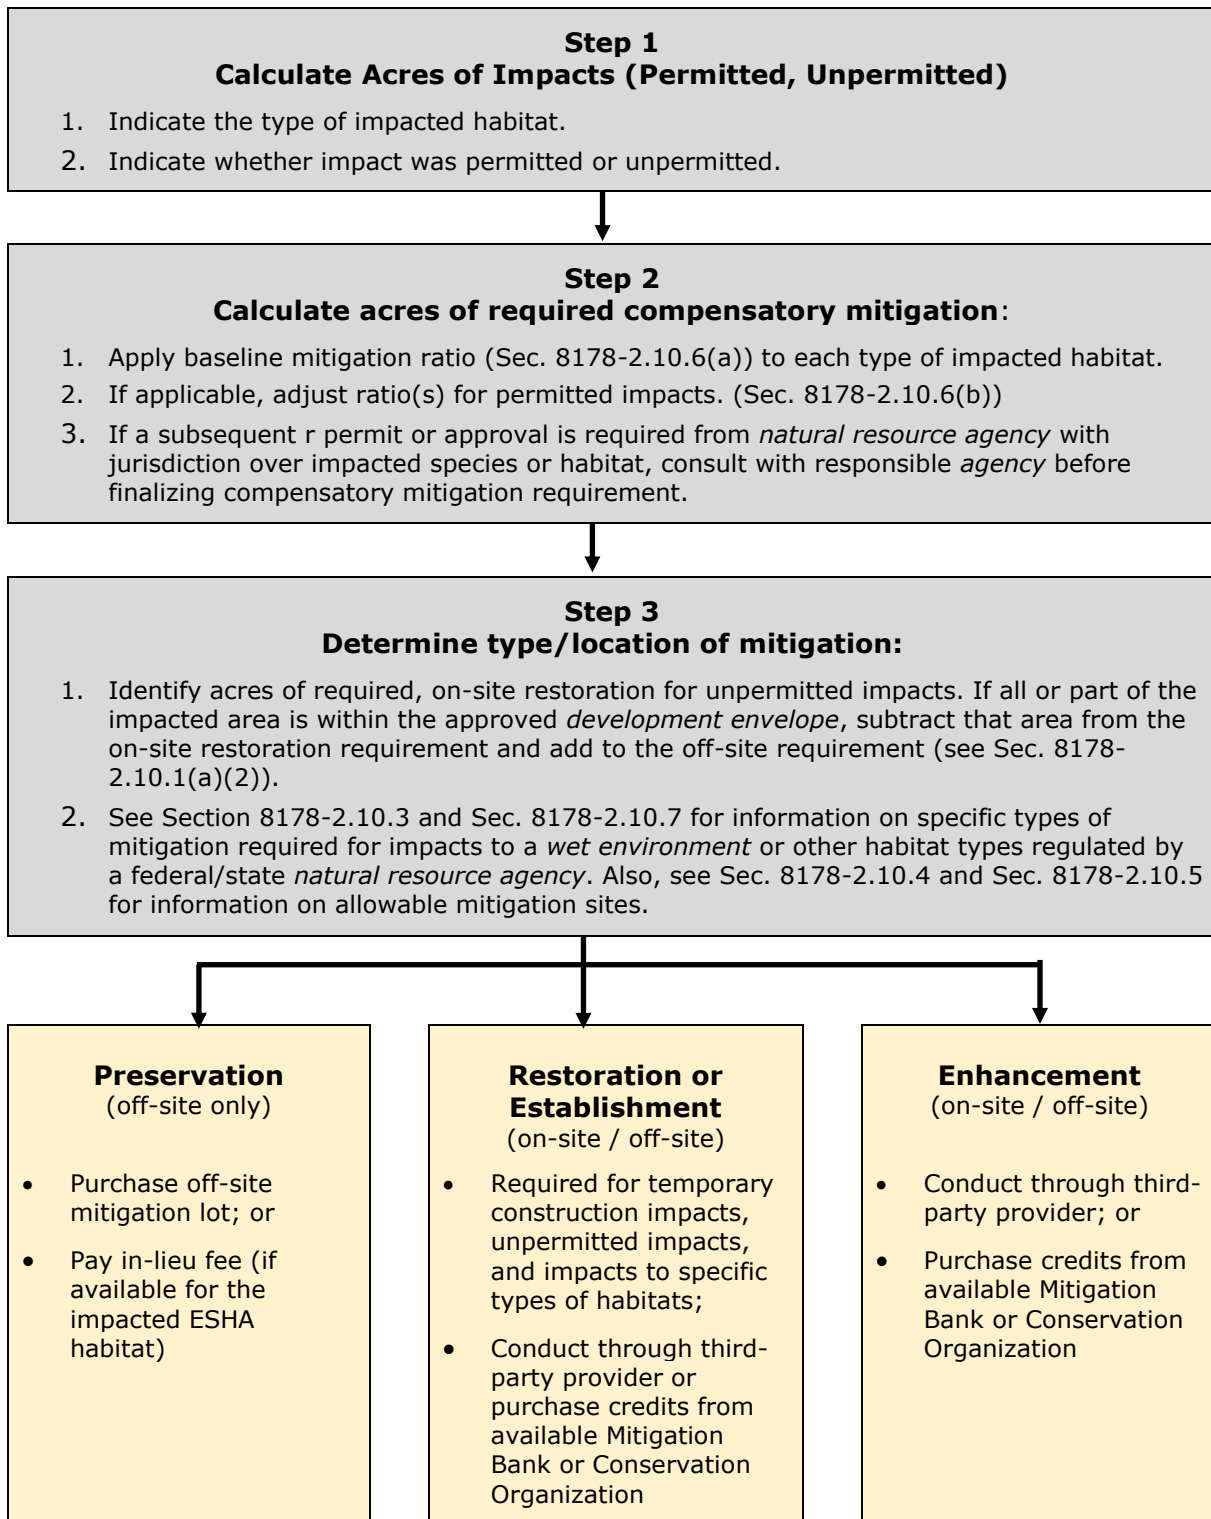 Step 1
Calculate Acres of Impacts (Permitted, Unpermitted)
1. Indicate the type of impacted habitat.
2. Indicate whether impact was permitted or unpermitted.
Step 2
Calculate acres of required compensatory mitigation:
1. Apply baseline mitigation ratio (Sec. 8178-2.10.6(a)) to each type of impacted habitat.
2. If applicable, adjust ratio(s) for permitted impacts. (Sec. 8178-2.10.6(b))
3. If a subsequent r permit or approval is required from natural resource agency with
jurisdiction over impacted species or habitat, consult with responsible agency before
finalizing compensatory mitigation requirement.
Step 3
Determine type/location of mitigation:
1. Identify acres of required, on-site restoration for unpermitted impacts. If all or part of the
impacted area is within the approved development envelope, subtract that area from the
on-site restoration requirement and add to the off-site requirement (see Sec. 8178-
2.10.1(a)(2)).
2. See Section 8178-2.10.3 and Sec. 8178-2.10.7 for information on specific types of
mitigation required for impacts to a wet environment or other habitat types regulated by
a federal/state natural resource agency. Also, see Sec. 8178-2.10.4 and Sec. 8178-2.10.5
for information on allowable mitigation sites.
Preservation
(off-site only)
• Purchase off-site
mitigation lot; or
• Pay in-lieu fee (if
available for the
impacted ESHA
habitat)
Restoration or
Establishment
(on-site / off-site)
• Required for temporary
construction impacts,
unpermitted impacts,
and impacts to specific
types of habitats;
• Conduct through third-
party provider or
purchase credits from
available Mitigation
Bank or Conservation
Organization
Enhancement
(on-site / off-site)
• Conduct through third-
party provider; or
• Purchase credits from
available Mitigation
Bank or Conservation
Organization